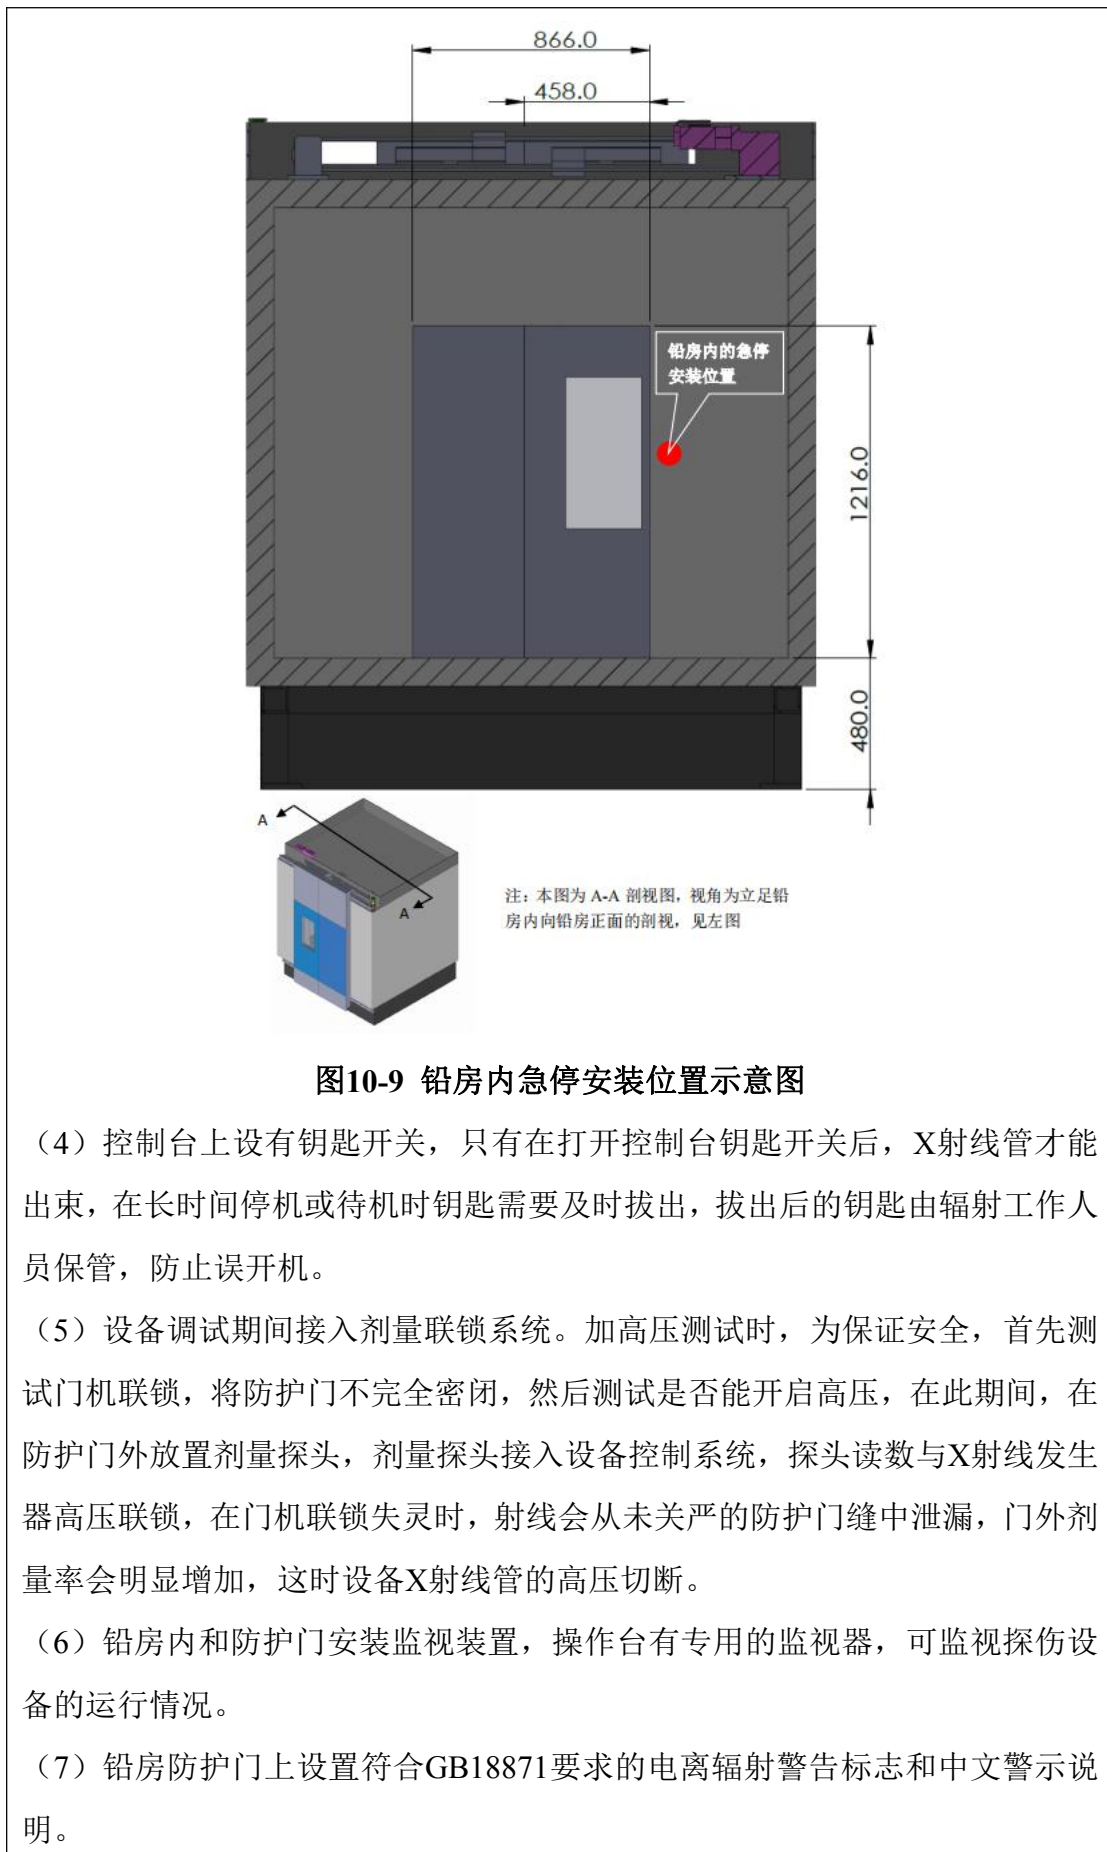 866.0
458.0
铅房内的急停
安装位置
1216.0
480.0
A
A
注：本图为 A-A 剖视图，视角为立足铅
房内向铅房正面的剖视，见左图
图10-9 铅房内急停安装位置示意图
（4）控制台上设有钥匙开关，只有在打开控制台钥匙开关后，X射线管才能
出束，在长时间停机或待机时钥匙需要及时拔出，拔出后的钥匙由辐射工作人
员保管，防止误开机。
（5）设备调试期间接入剂量联锁系统。加高压测试时，为保证安全，首先测
试门机联锁，将防护门不完全密闭，然后测试是否能开启高压，在此期间，在
防护门外放置剂量探头，剂量探头接入设备控制系统，探头读数与X射线发生
器高压联锁，在门机联锁失灵时，射线会从未关严的防护门缝中泄漏，门外剂
量率会明显增加，这时设备X射线管的高压切断。
（6）铅房内和防护门安装监视装置，操作台有专用的监视器，可监视探伤设
备的运行情况。
（7）铅房防护门上设置符合GB18871要求的电离辐射警告标志和中文警示说
明。